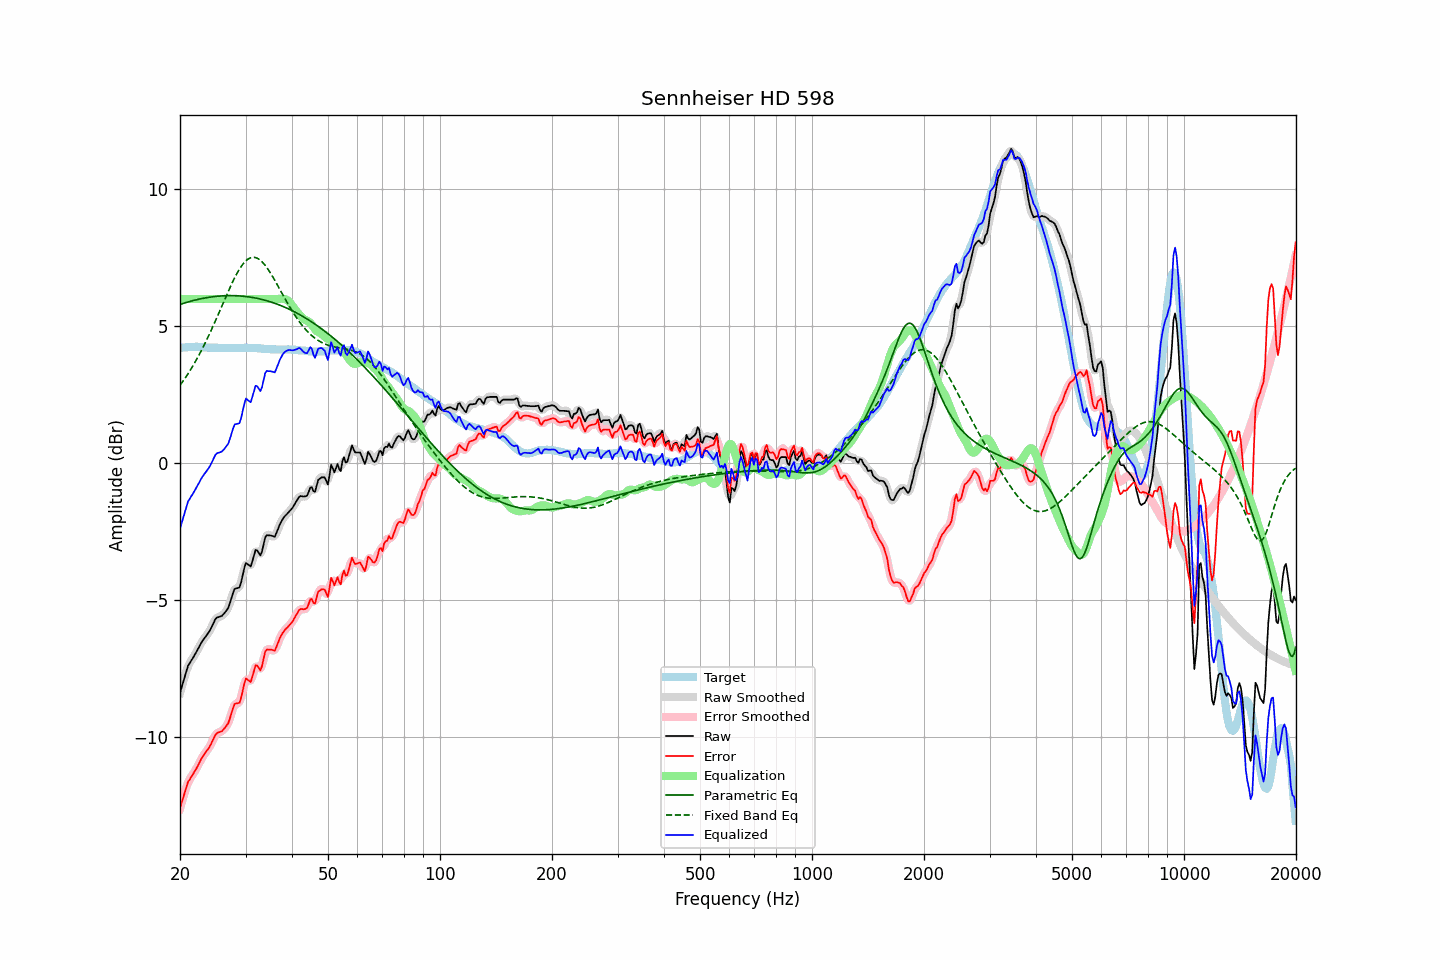 Sennheiser HD 598
Amplitude (dBr)
10
5
0
−5
−10
Target
Raw Smoothed
Error Smoothed
Raw
Error
Equalization
Parametric Eq
Fixed Band Eq
Equalized
20 50 100 200 500 1000 2000 5000 10000 20000
Frequency (Hz)